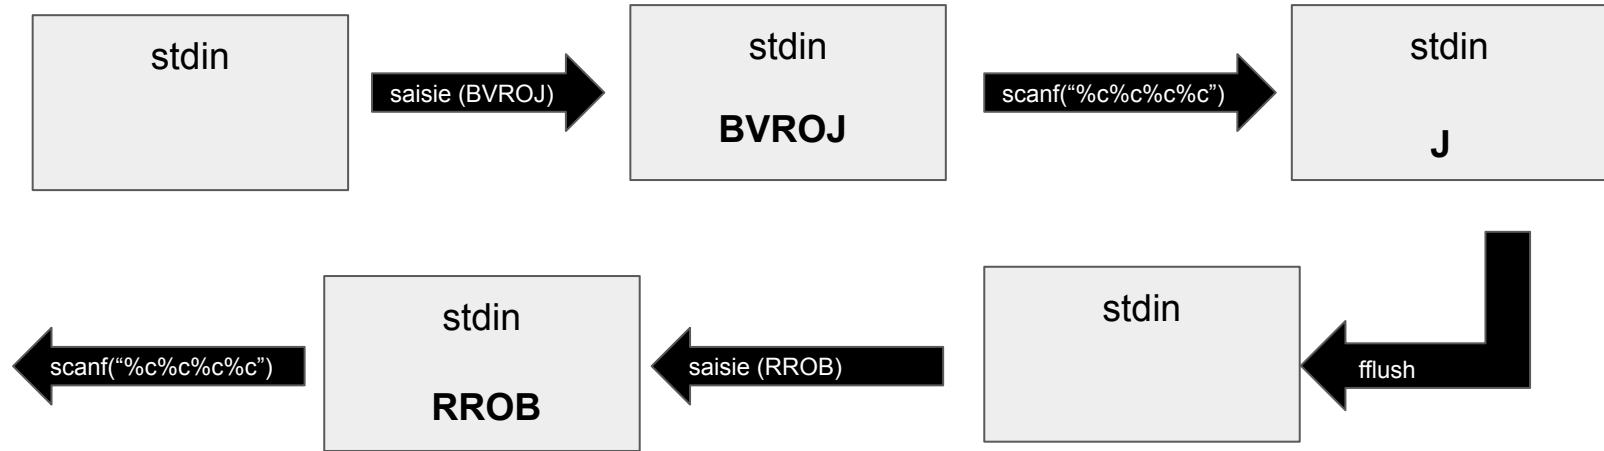 stdin
saisie (BVROJ)
stdin
BVROJ
scanf(“%c%c%c%c”)
stdin
J
fflush
stdin
saisie (RROB)
stdin
RROB
scanf(“%c%c%c%c”)